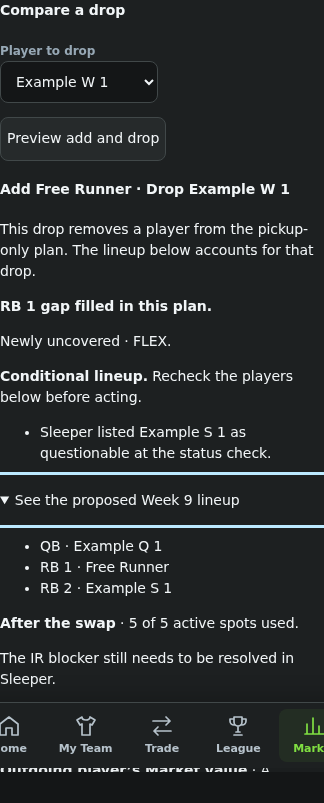 Compare a drop
Player to drop
Example W 1
Preview add and drop
Add Free Runner · Drop Example W 1
This drop removes a player from the pickup-
only plan. The lineup below accounts for that
drop.
RB 1 gap filled in this plan.
Newly uncovered · FLEX.
Conditional lineup. Recheck the players
below before acting.
• Sleeper listed Example S 1 as
questionable at the status check.
▼ See the proposed Week 9 lineup
• QB · Example Q 1
• RB 1 · Free Runner
• RB 2 · Example S 1
After the swap · 5 of 5 active spots used.
The IR blocker still needs to be resolved in
Sleeper.
ome My Team Trade League Mark
Outgoing player's Market value · A